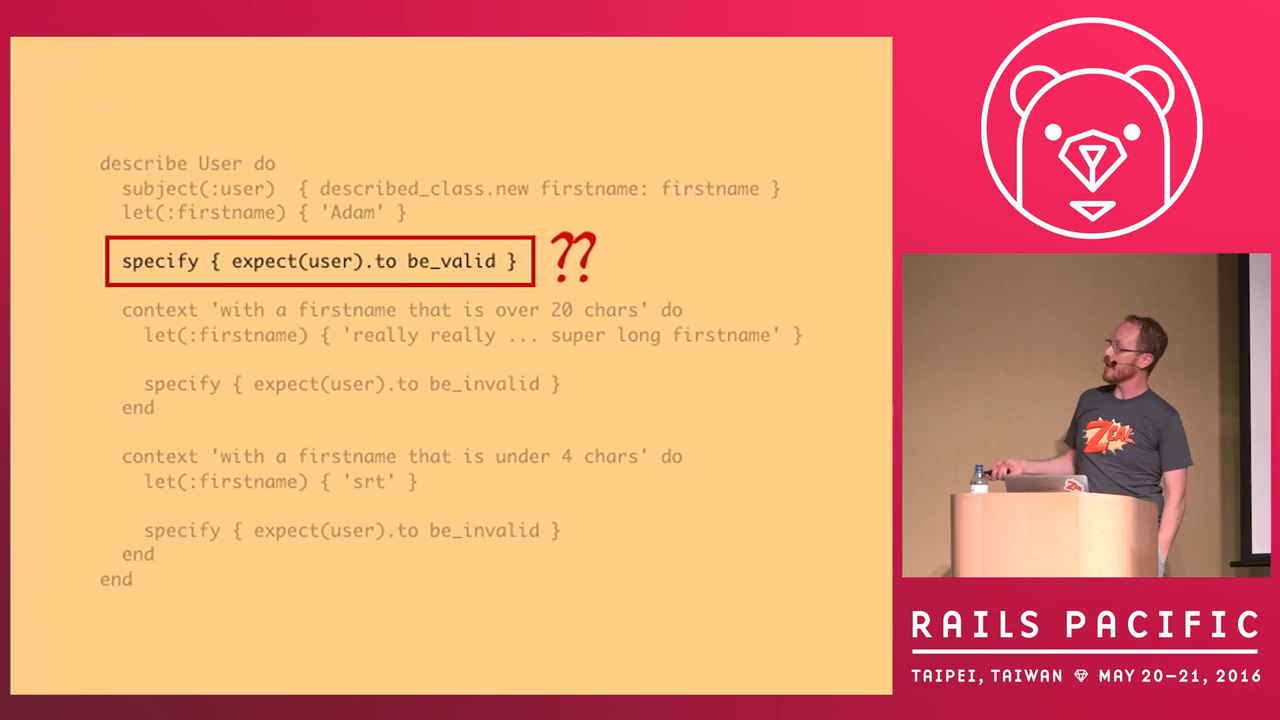 describe User do
subject(:user)  { described_class.new firstname: firstname }
let(:firstname) { 'Adam' }
specify { expect(user).to be_valid }
??
context 'with a firstname that is over 20 chars' do
let(:firstname) { 'really really ... super long firstname' }
specify { expect(user).to be_invalid }
end
context 'with a firstname that is under 4 chars' do
let(:firstname) { 'srt' }
specify { expect(user).to be_invalid }
end
end
ZEAL
RAILS PACIFIC
TAIPEI, TAIWAN MAY 20–21, 2016